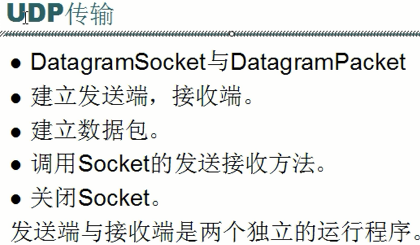 UDP传输
● DatagramSocket与DatagramPacket
● 建立发送端，接收端。
● 建立数据包。
● 调用Socket的发送接收方法。
● 关闭Socket。
发送端与接收端是两个独立的运行程序。